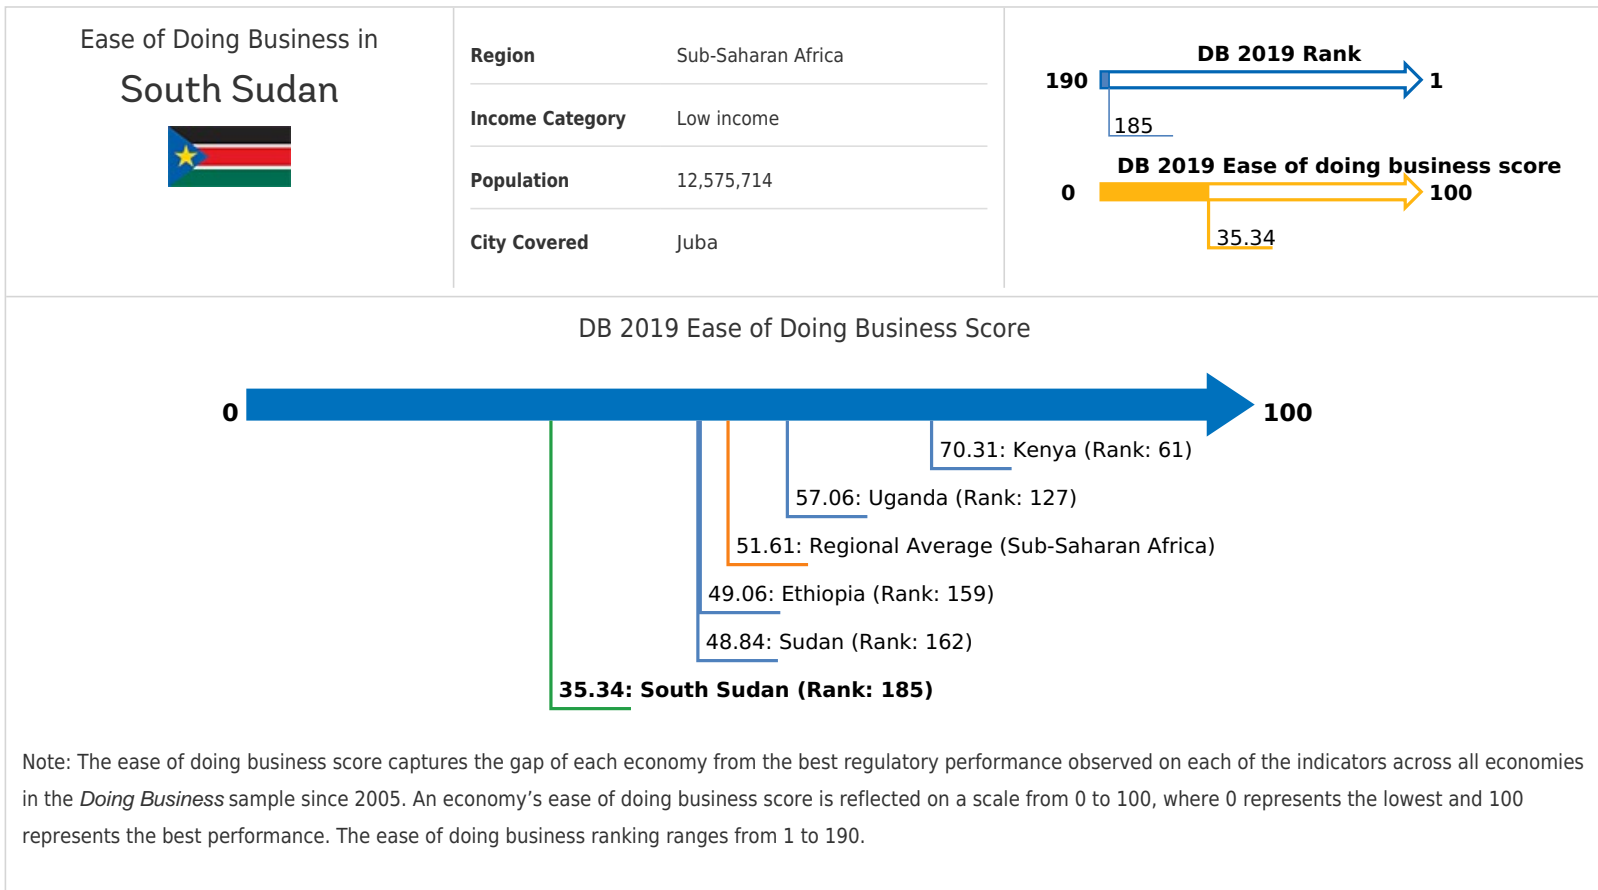 Ease of Doing Business in
South Sudan
Region Sub-Saharan Africa
Income Category Low income
Population 12,575,714
City Covered Juba
DB 2019 Rank
190 1
185
DB 2019 Ease of doing business score
0 100
35.34
DB 2019 Ease of Doing Business Score
0 100
70.31: Kenya (Rank: 61)
57.06: Uganda (Rank: 127)
51.61: Regional Average (Sub-Saharan Africa)
49.06: Ethiopia (Rank: 159)
48.84: Sudan (Rank: 162)
35.34: South Sudan (Rank: 185)
Note: The ease of doing business score captures the gap of each economy from the best regulatory performance observed on each of the indicators across all economies
in the Doing Business sample since 2005. An economy’s ease of doing business score is reflected on a scale from 0 to 100, where 0 represents the lowest and 100
represents the best performance. The ease of doing business ranking ranges from 1 to 190.